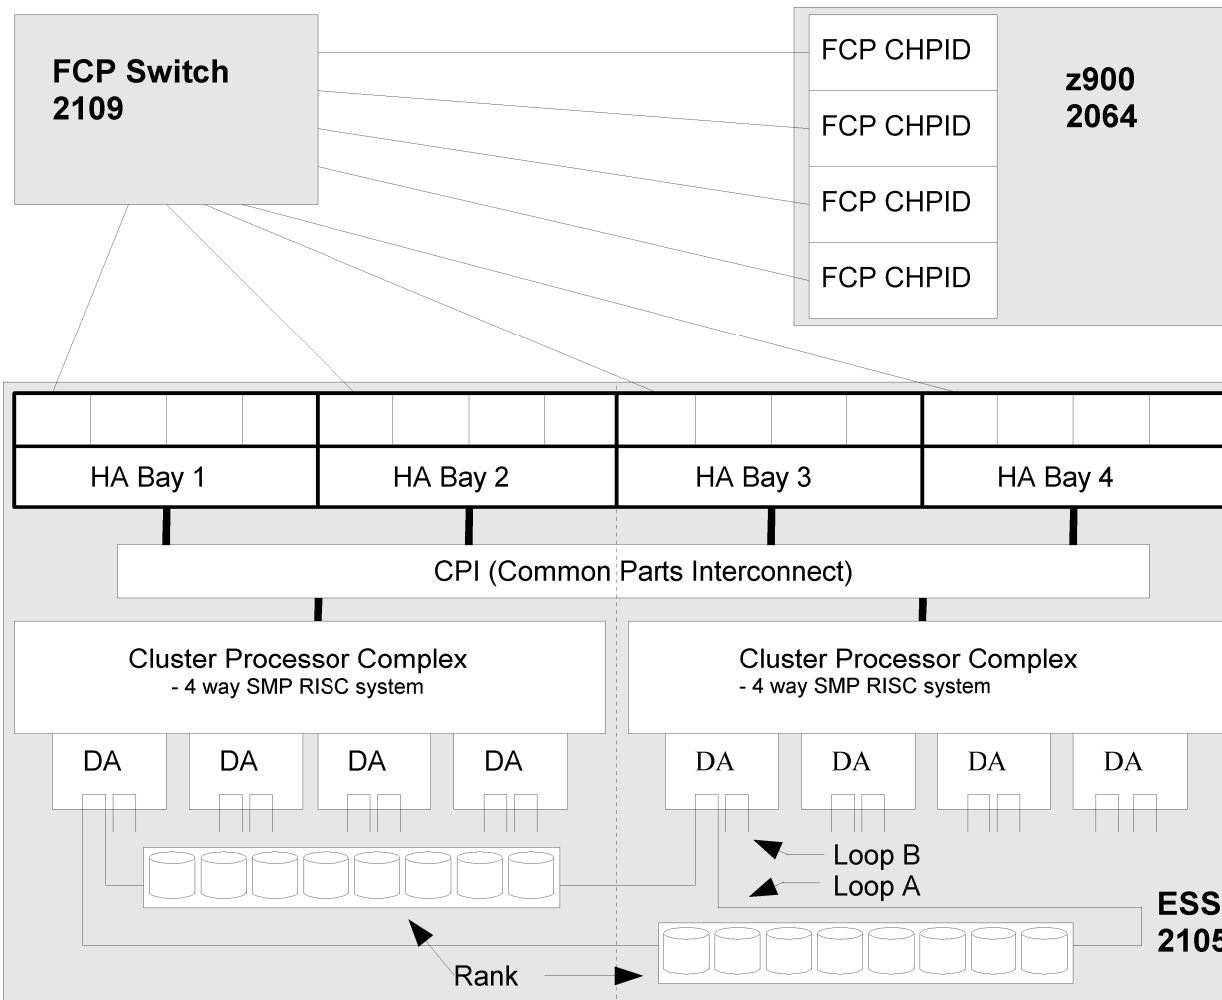 FCP Switch
2109
FCP CHPID
FCP CHPID
FCP CHPID
FCP CHPID
z900
2064
HA Bay 1
HA Bay 2
HA Bay 3
HA Bay 4
CPI (Common Parts Interconnect)
Cluster Processor Complex
- 4 way SMP RISC system
Cluster Processor Complex
- 4 way SMP RISC system
DA
DA
DA
DA
DA
DA
DA
DA
Loop B
Loop A
ESS
2105
Rank